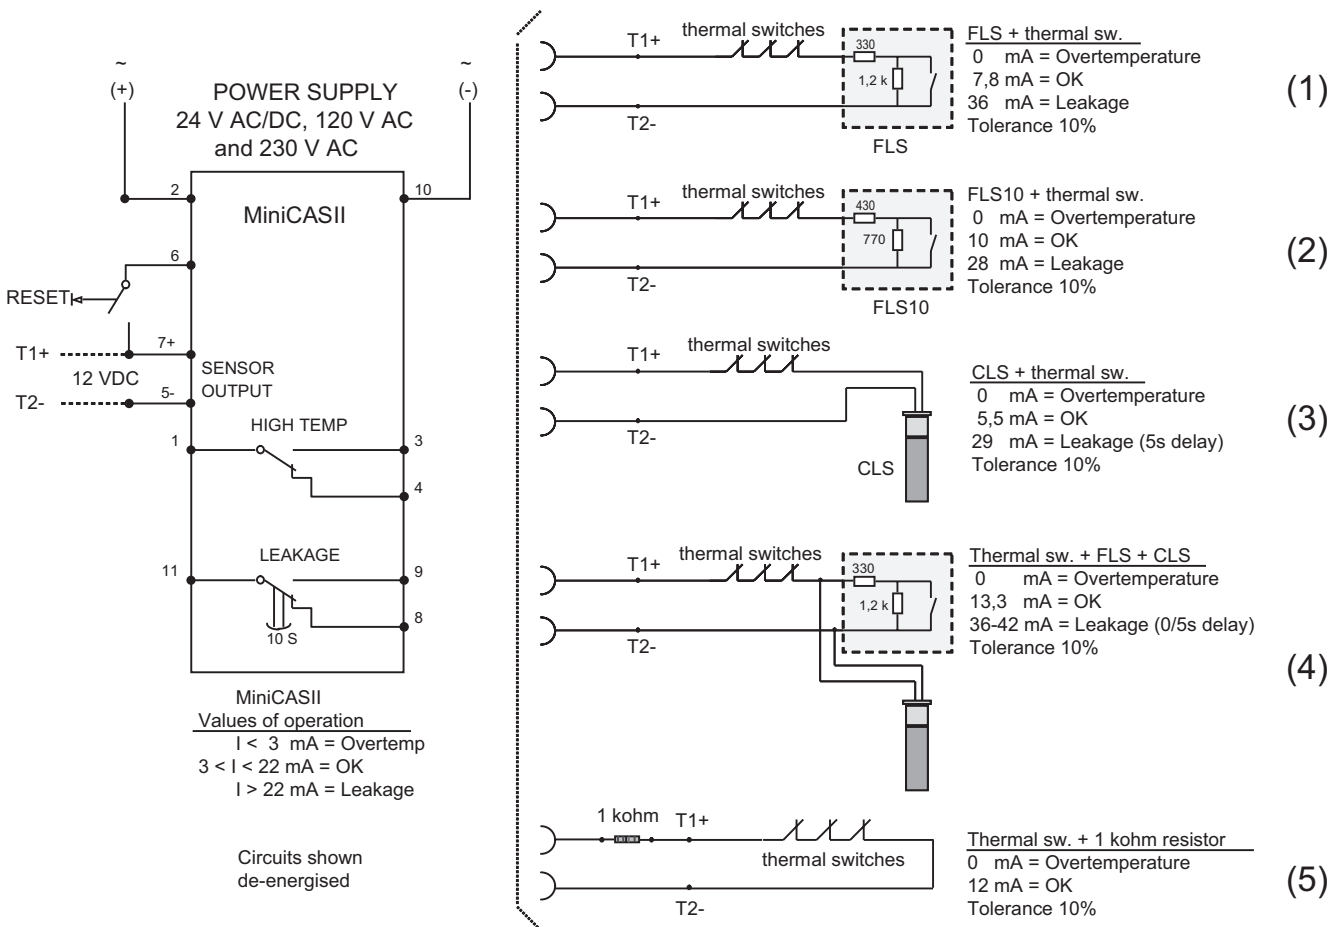 ~
(+)
~
(-)
POWER SUPPLY
24 V AC/DC, 120 V AC
and 230 V AC
2
10
MiniCASII
6
RESET
7+
T1+
12 VDC
SENSOR
OUTPUT
5-
T2-
HIGH TEMP
1
3
4
LEAKAGE
11
9
8
10 S
MiniCASII
Values of operation
I < 3 mA = Overtemp
3 < I < 22 mA = OK
I > 22 mA = Leakage
Circuits shown
de-energised
T1+
thermal switches
330
1,2 k
T2-
FLS
FLS + thermal sw.
0 mA = Overtemperature
7,8 mA = OK
36 mA = Leakage
Tolerance 10%
(1)
T1+
thermal switches
430
770
T2-
FLS10
FLS10 + thermal sw.
0 mA = Overtemperature
10 mA = OK
28 mA = Leakage
Tolerance 10%
(2)
T1+
thermal switches
T2-
CLS
CLS + thermal sw.
0 mA = Overtemperature
5,5 mA = OK
29 mA = Leakage (5s delay)
Tolerance 10%
(3)
T1+
thermal switches
330
1,2 k
T2-
Thermal sw. + FLS + CLS
0 mA = Overtemperature
13,3 mA = OK
36-42 mA = Leakage (0/5s delay)
Tolerance 10%
(4)
1 kohm
T1+
thermal switches
T2-
Thermal sw. + 1 kohm resistor
0 mA = Overtemperature
12 mA = OK
Tolerance 10%
(5)